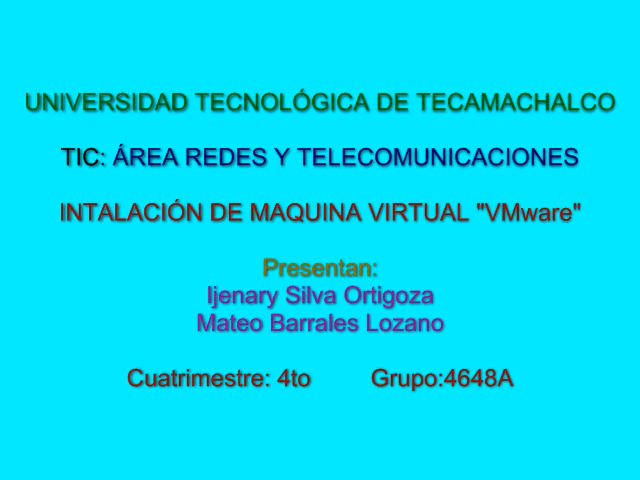 UNIVERSIDAD TECNOLÓGICA DE TECAMACHALCO
TIC: ÁREA REDES Y TELECOMUNICACIONES
INTALACIÓN DE MAQUINA VIRTUAL "VMware"
Presentan:
Ijenary Silva Ortigoza
Mateo Barrales Lozano
Cuatrimestre: 4to Grupo:4648A